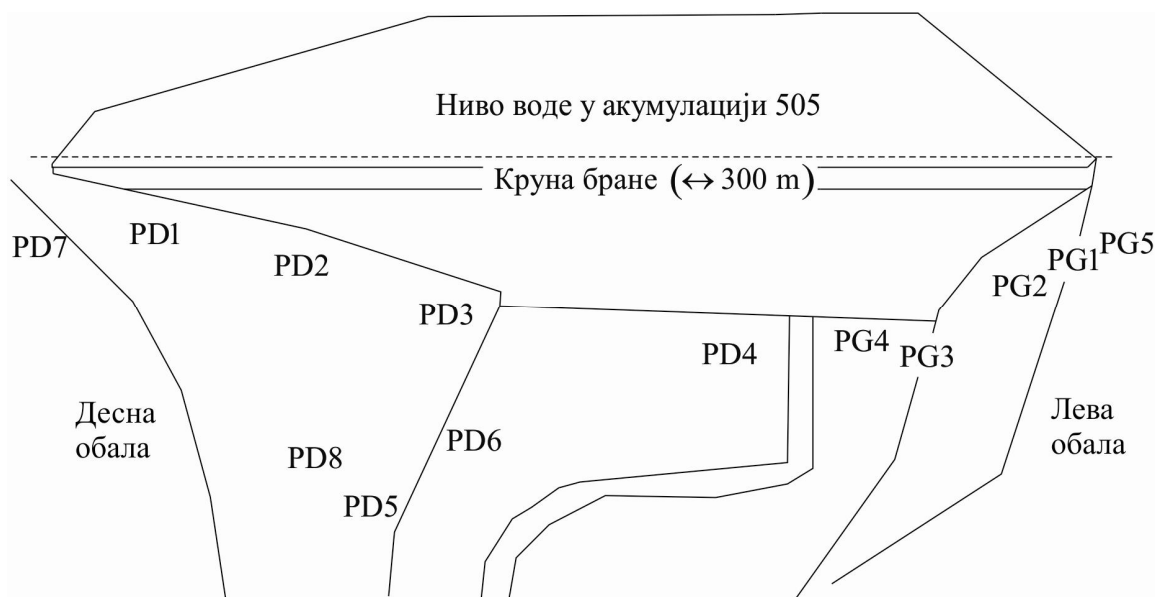 Ниво воде у акумулацији 505
Круна бране (↔ 300 m)
PD7
PD1
PD2
PD3
PD4
PG4
PG3
PG2
PG1
PG5
Десна
обала
PD8
PD6
PD5
Лева
обала